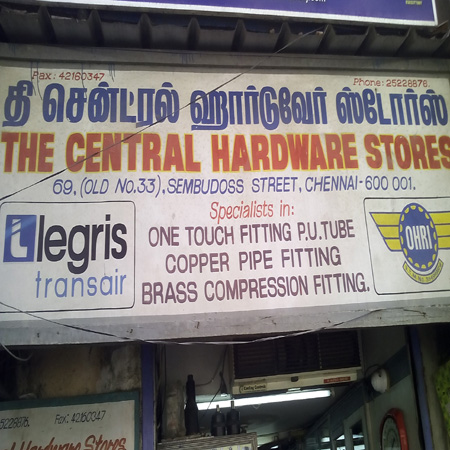 Fax: 42160347 Phone: 25228876.
தி சென்ட்ரல் ஹார்டுவேர் ஸ்டோர்ஸ்
THE CENTRAL HARDWARE STORES
69, (OLD No.33), SEMBUDOSS STREET, CHENNAI-600 001.
Specialists in:
legris
transair
ONE TOUCH FITTING P.U.TUBE
COPPER PIPE FITTING
BRASS COMPRESSION FITTING.
OHRI
25228876. Fax: 42160347
Hardware Stores